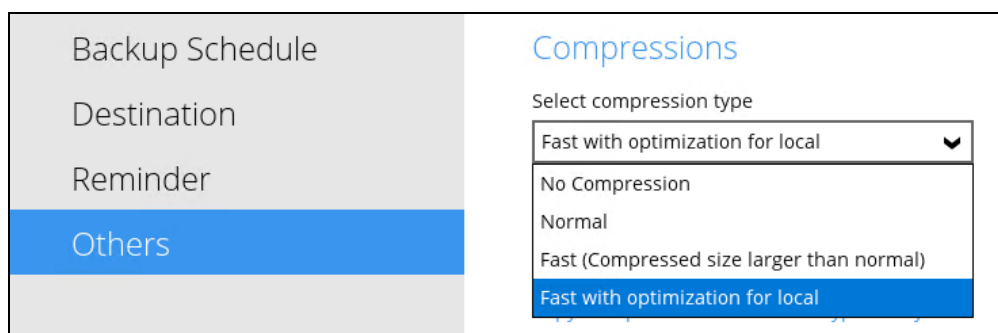 Backup Schedule
Destination
Reminder
Others
Compressions
Select compression type
Fast with optimization for local
No Compression
Normal
Fast (Compressed size larger than normal)
Fast with optimization for local